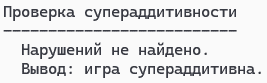 Проверка супераддитивности
--------------------------
  Нарушений не найдено.
  Вывод: игра супераддитивна.